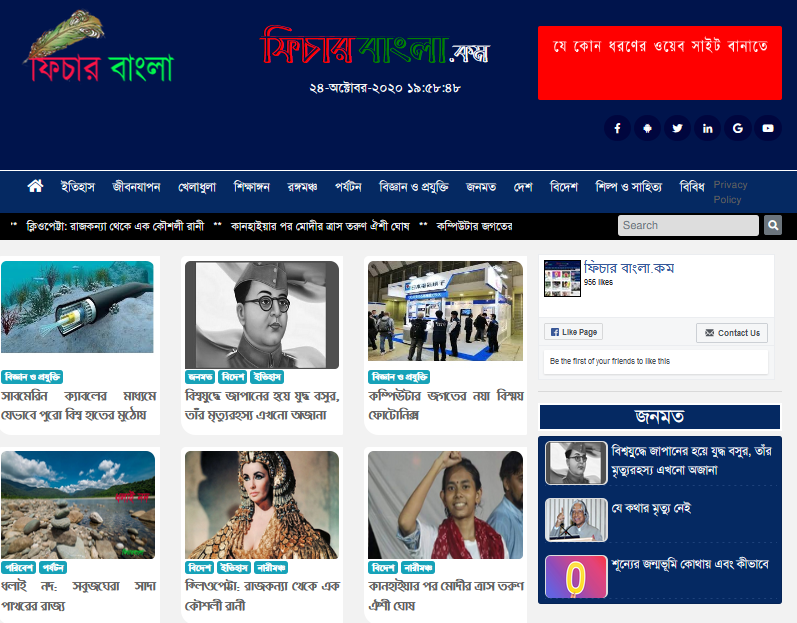 ফিচার বাংলা
ফিচার বাংলা.কম
২৪-অক্টোবর-২০২০ ১৯:৫৮:৪৮
যে কোন ধরণের ওয়েব সাইট বানাতে
ইতিহাস জীবনযাপন খেলাধুলা শিক্ষাঙ্গন রঙ্গমঞ্চ পর্যটন বিজ্ঞান ও প্রযুক্তি জনমত দেশ বিদেশ শিল্প ও সাহিত্য বিবিধ Privacy
Policy
** ক্লিওপেট্রা: রাজকন্যা থেকে এক কৌশলী রানী ** কানহাইয়ার পর মোদীর ত্রাস তরুণ ঐশী ঘোষ ** কম্পিউটার জগতের
Search
বিজ্ঞান ও প্রযুক্তি
সাবমেরিন ক্যাবলের মাধ্যমে
যেভাবে পুরো বিশ্ব হাতের মুঠোয়
জনমত বিদেশ ইতিহাস
বিশ্বযুদ্ধে জাপানের হয়ে যুদ্ধ বসুর,
তাঁর মৃত্যুরহস্য এখনো অজানা
বিজ্ঞান ও প্রযুক্তি
কম্পিউটার জগতের নয়া বিস্ময়
ফোটোনিক্স
পরিবেশ পর্যটন
ধলাই নদ: সবুজঘেরা সাদা
পাথরের রাজ্য
বিদেশ ইতিহাস নারীমঞ্চ
ক্লিওপেট্রা: রাজকন্যা থেকে এক
কৌশলী রানী
বিদেশ নারীমঞ্চ
কানহাইয়ার পর মোদীর ত্রাস তরুণ
ঐশী ঘোষ
ফিচার বাংলা.কম
956 likes
Like Page
Contact Us
Be the first of your friends to like this
জনমত
বিশ্বযুদ্ধে জাপানের হয়ে যুদ্ধ বসুর, তাঁর
মৃত্যুরহস্য এখনো অজানা
যে কথার মৃত্যু নেই
0
শূন্যের জন্মভূমি কোথায় এবং কীভাবে